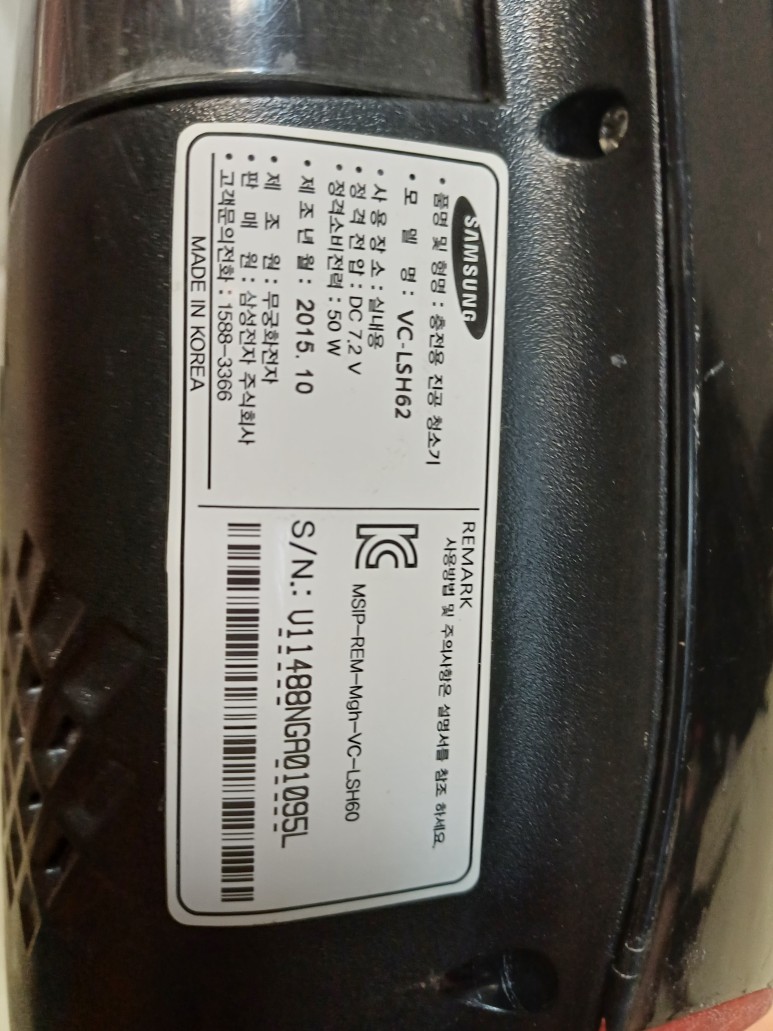 SAMSUNG
• 품명 및 형명 : 충전용 진공 청소기
• 모 델 명 : VC-LSH62
• 사 용 장 소 : 실내용
• 정 격 전 압 : DC 7.2 V
• 정격소비전력 : 50 W
• 제 조 년 월 : 2015. 10
• 제 조 원 : 무궁화전자
• 판 매 원 : 삼성전자 주식회사
• 고객문의전화 : 1588-3366
MADE IN KOREA
REMARK
사용방법 및 주의사항은 설명서를 참조 하세요.
MSIP-REM-Mgh-VC-LSH60
S/N.: V11488NGA01095L